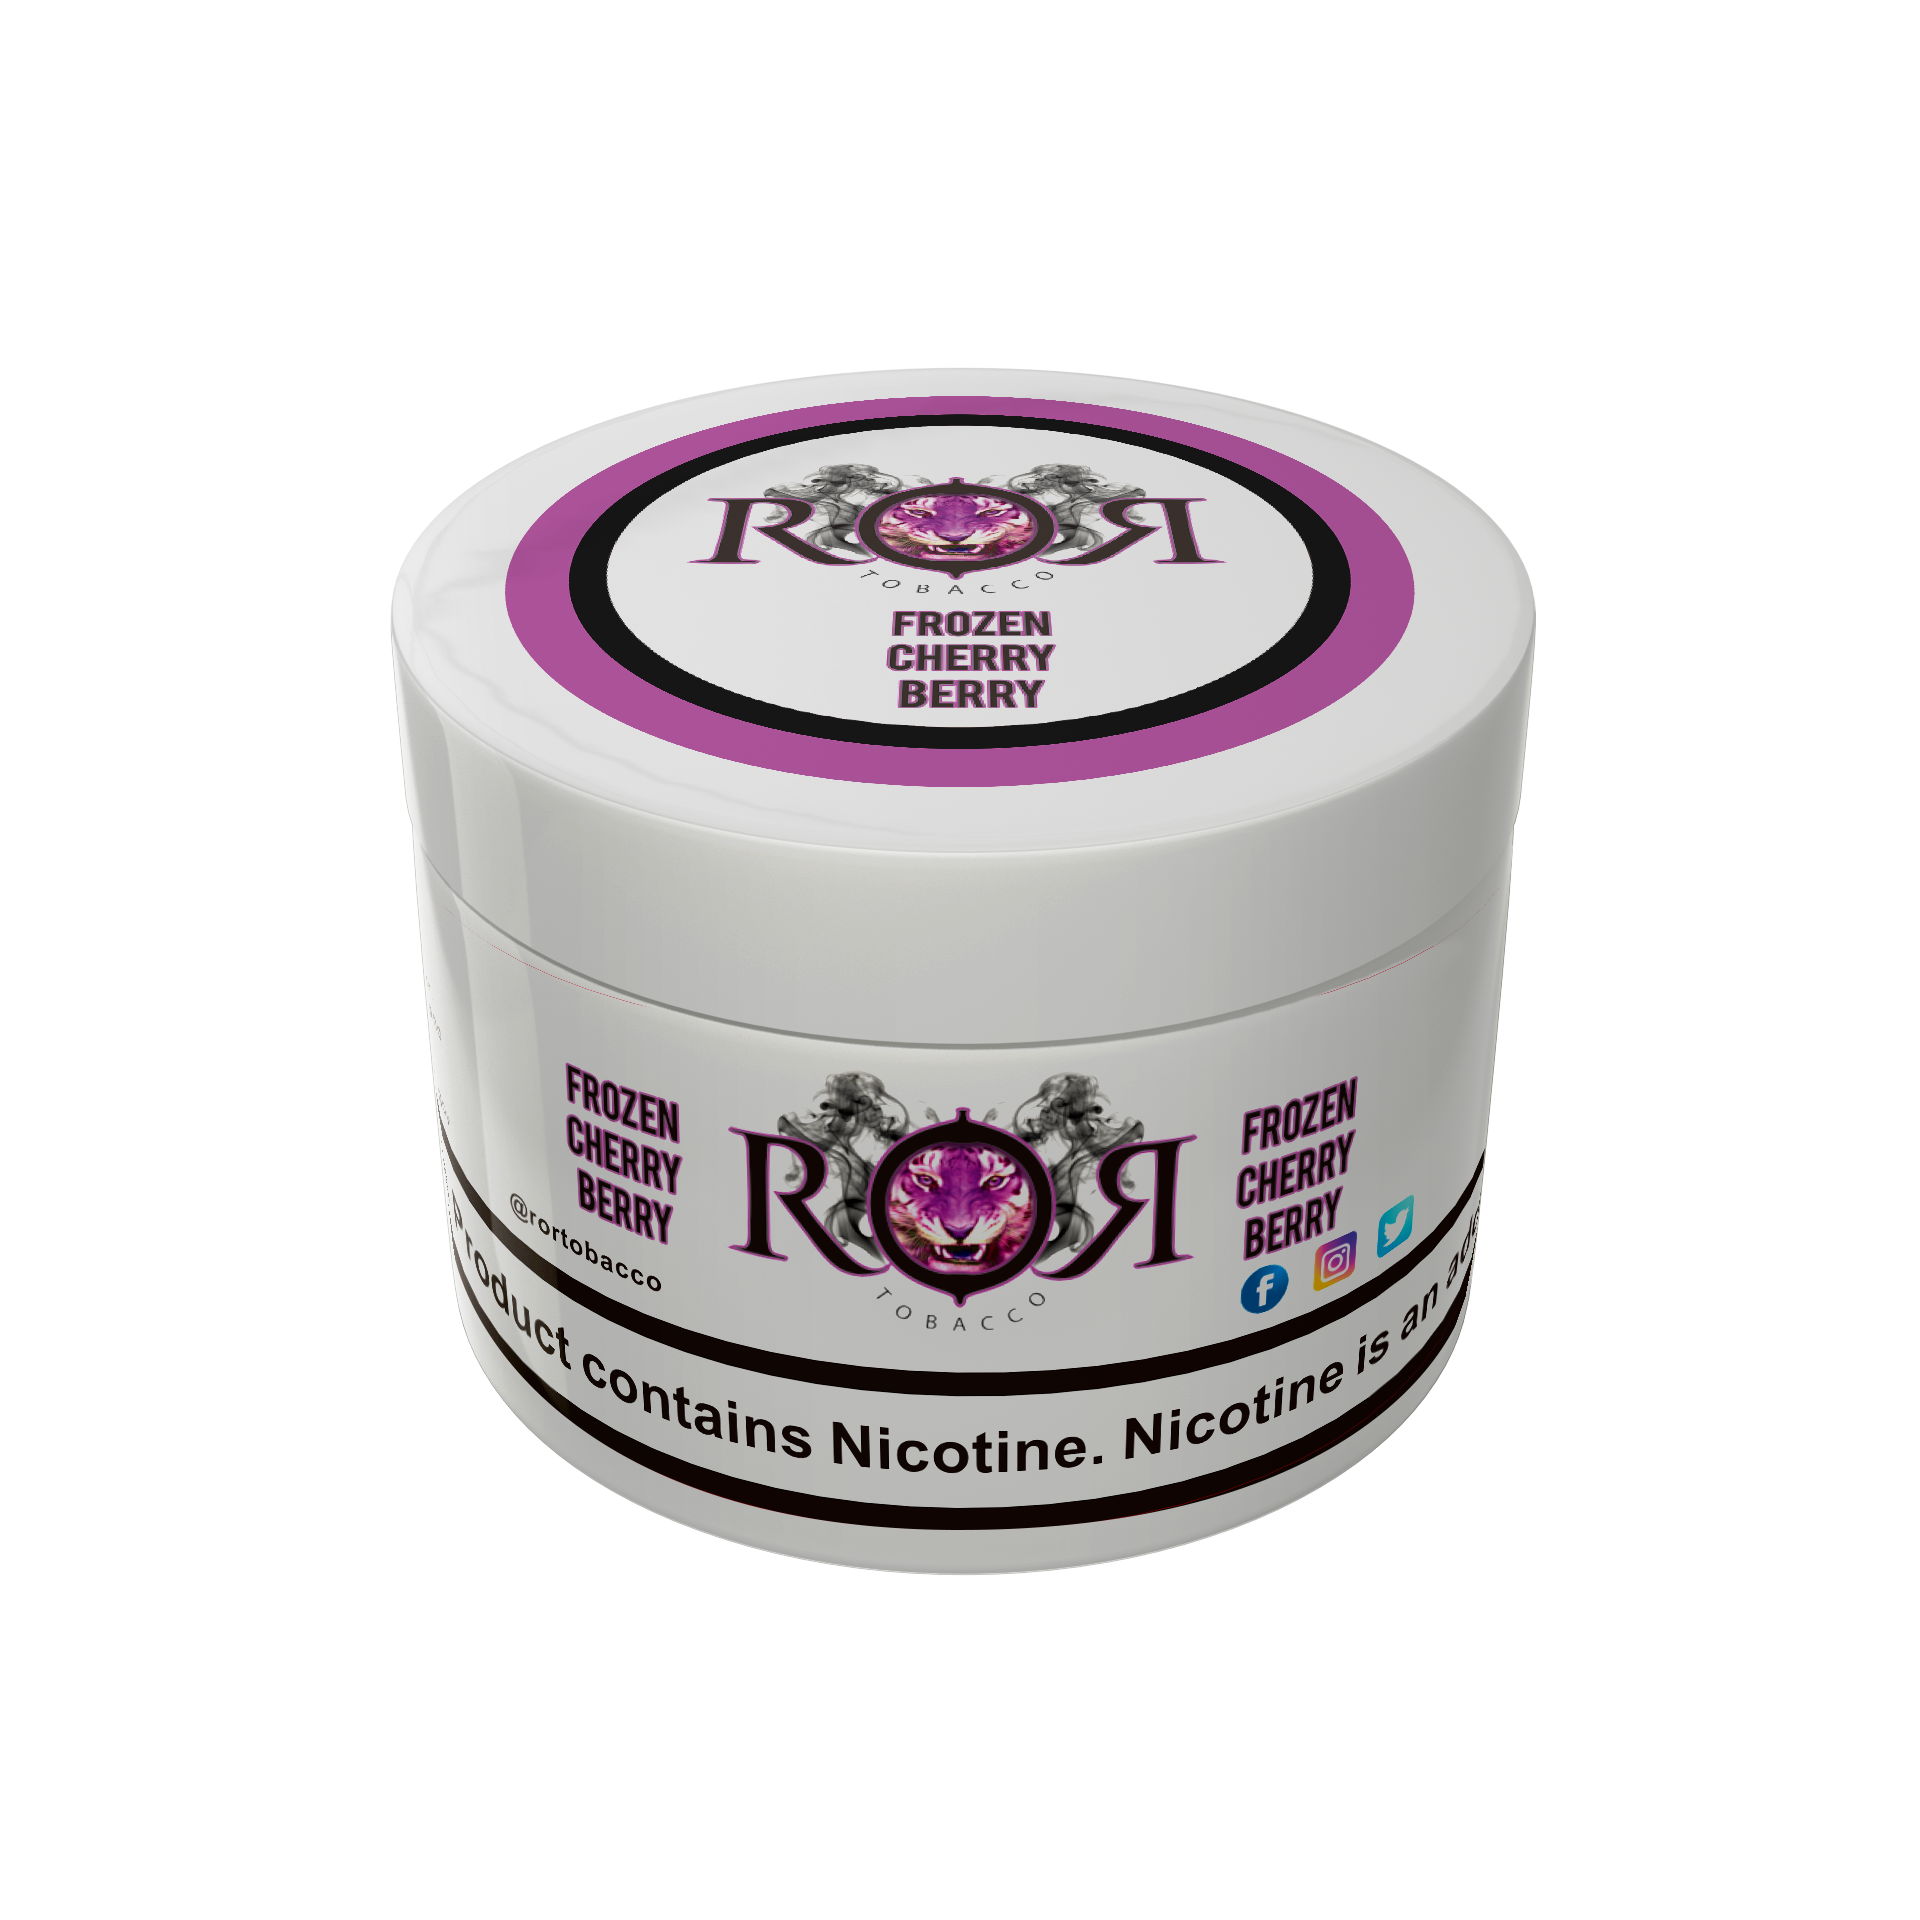 ROR
TOBACCO
FROZEN
CHERRY
BERRY
FROZEN
CHERRY
BERRY
@rortobacco
ROR
TOBACCO
FROZEN
CHERRY
BERRY
Product contains Nicotine. Nicotine is an